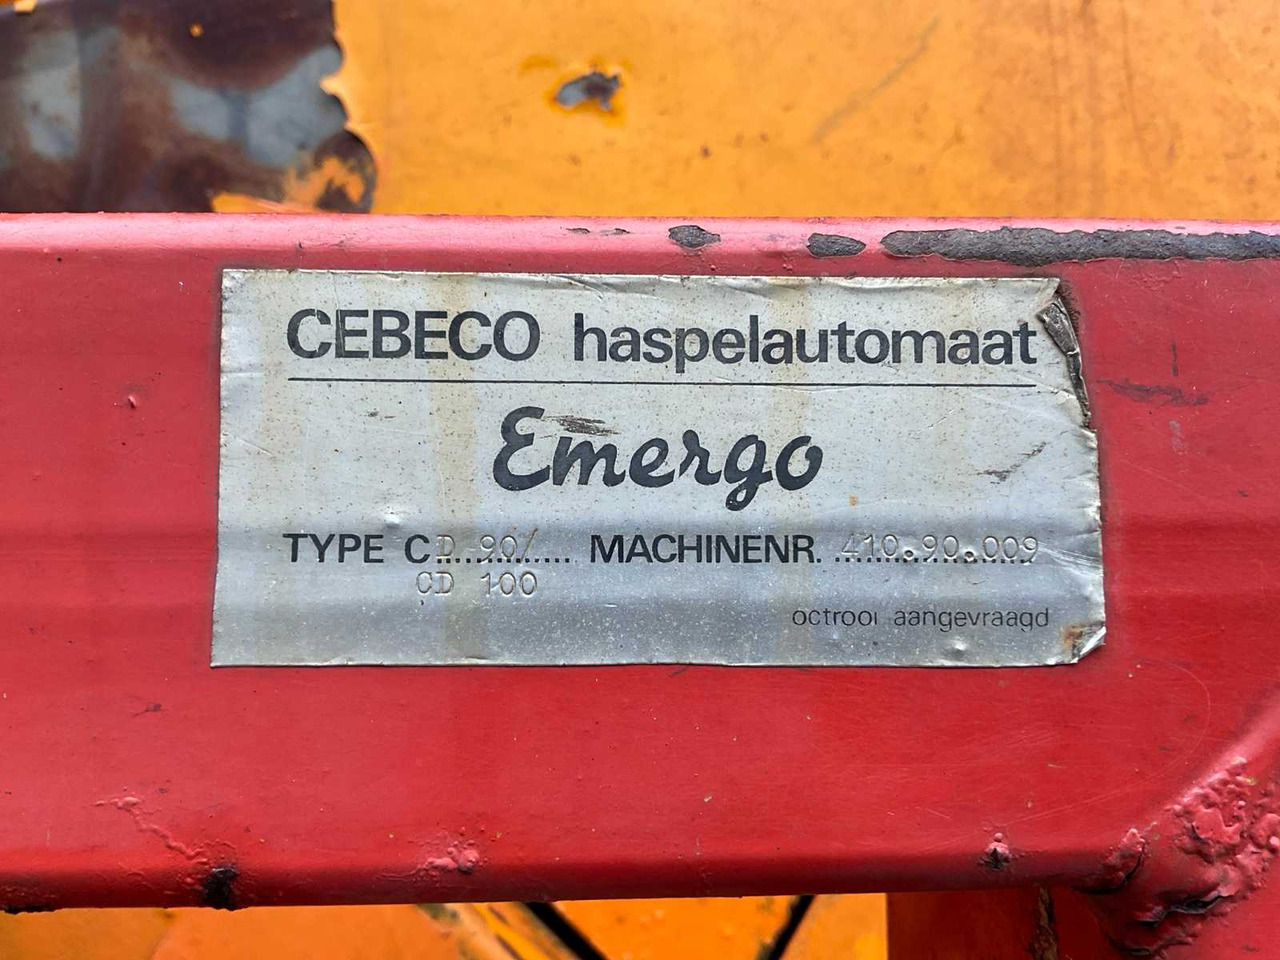 CEBECO haspelautomaat
Emergo
TYPE CD 90/.... MACHINENR. 410.90.009
CD 100
octrooi aangevraagd